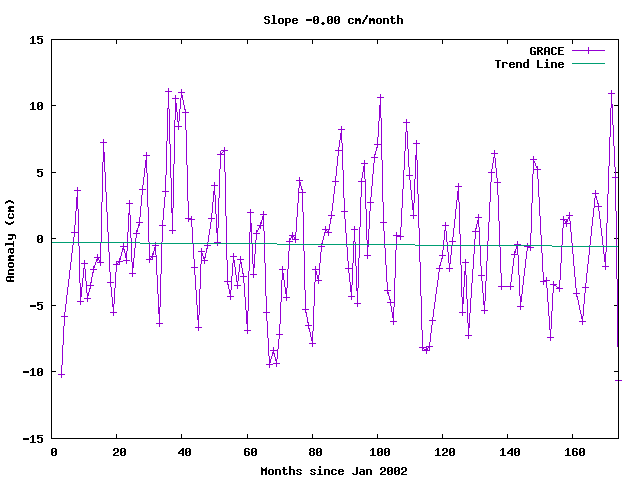 Slope -0.00 cm/month
15
10
5
0
-5
-10
-15
Anomaly (cm)
GRACE
Trend Line
0 20 40 60 80 100 120 140 160
Months since Jan 2002